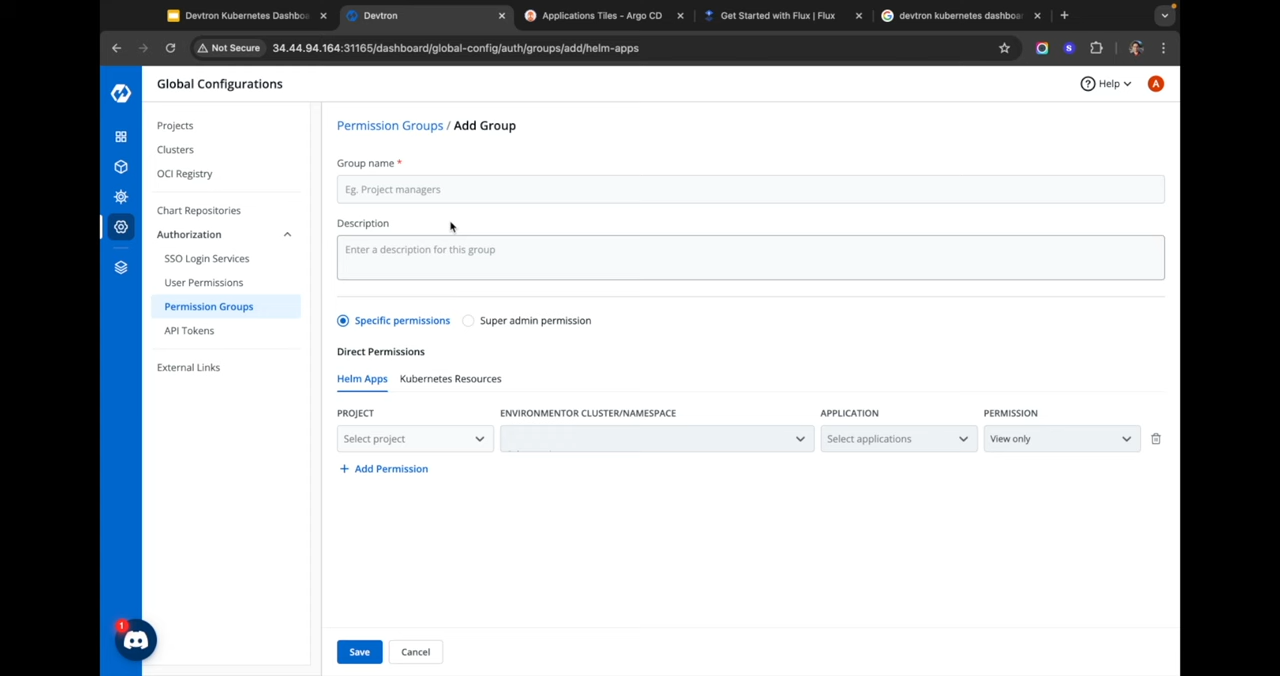 Devtron Kubernetes Dashboa
Devtron
Applications Tiles - Argo CD
Get Started with Flux | Flux
devtron kubernetes dashboa
Not Secure
34.44.94.164:31165/dashboard/global-config/auth/groups/add/helm-apps
S
Global Configurations
Help
A
Projects
Clusters
OCI Registry
Chart Repositories
Authorization
SSO Login Services
User Permissions
Permission Groups
API Tokens
External Links
Permission Groups / Add Group
Group name *
Eg. Project managers
Description
Enter a description for this group
Specific permissions
Super admin permission
Direct Permissions
Helm Apps
Kubernetes Resources
PROJECT
ENVIRONMENTOR CLUSTER/NAMESPACE
APPLICATION
PERMISSION
Select project
Select applications
View only
+ Add Permission
Save
Cancel
1